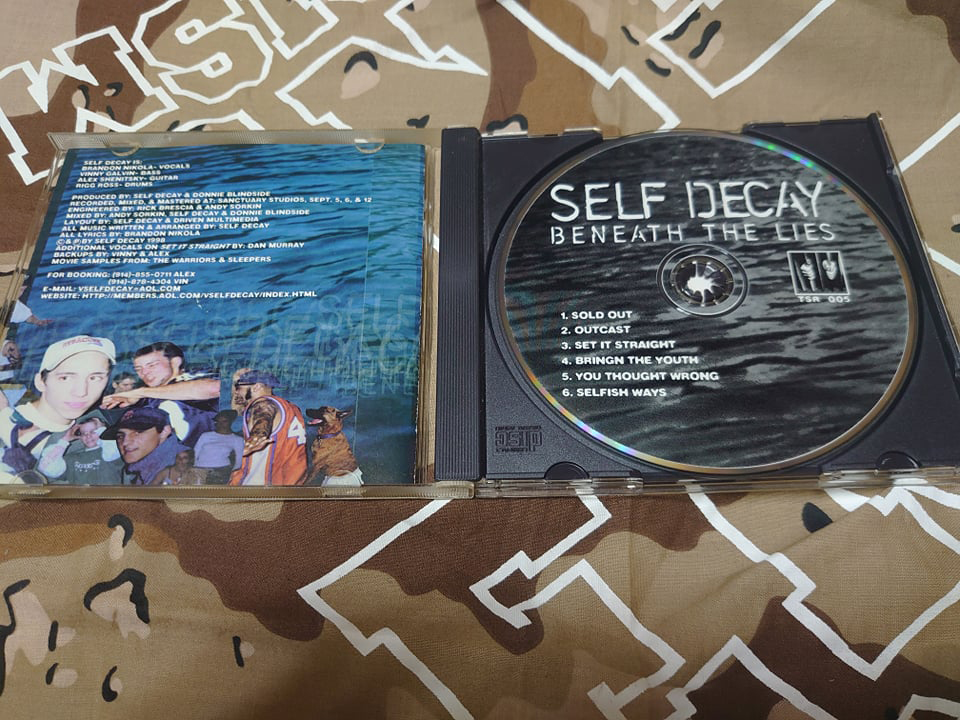 SELF DECAY IS:
BRANDON NIKOLA- VOCALS
VINNY GALVIN- BASS
ALEX SHENITSKY- GUITAR
RIGG ROSS- DRUMS
PRODUCED BY: SELF DECAY & DONNIE BLINDSIDE
RECORDED, MIXED, & MASTERED AT: SANCTUARY STUDIOS, SEPT. 5, 6, & 12
ENGINEERED BY: RICK BRESCIA & ANDY SORKIN
MIXED BY: ANDY SORKIN, SELF DECAY & DONNIE BLINDSIDE
LAYOUT BY: SELF DECAY & DRIVEN MULTIMEDIA
ALL MUSIC WRITTEN & ARRANGED BY: SELF DECAY
ALL LYRICS BY: BRANDON NIKOLA
© & ℗ BY SELF DECAY 1998
ADDITIONAL VOCALS ON SET IT STRAIGHT BY: DAN MURRAY
BACKUPS BY: VINNY & ALEX
MOVIE SAMPLES FROM: THE WARRIORS & SLEEPERS
FOR BOOKING: (914)-855-0711 ALEX
(914)-878-4304 VIN
E-MAIL: VSELFDECAY@AOL.COM
WEBSITE: HTTP://MEMBERS.AOL.COM/VSELFDECAY/INDEX.HTML
4
SELF DECAY
BENEATH THE LIES
TSR 005
1. SOLD OUT
2. OUTCAST
3. SET IT STRAIGHT
4. BRINGN THE YOUTH
5. YOU THOUGHT WRONG
6. SELFISH WAYS
disc